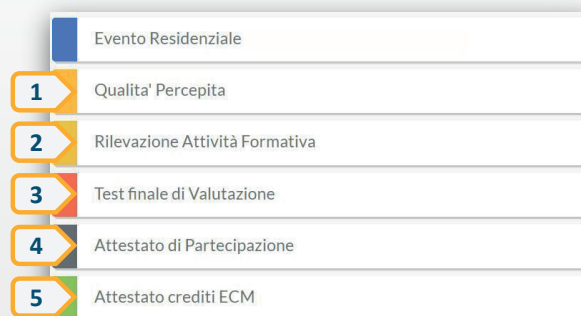 Evento Residenziale
1 Qualita' Percepita
2 Rilevazione Attività Formativa
3 Test finale di Valutazione
4 Attestato di Partecipazione
5 Attestato crediti ECM